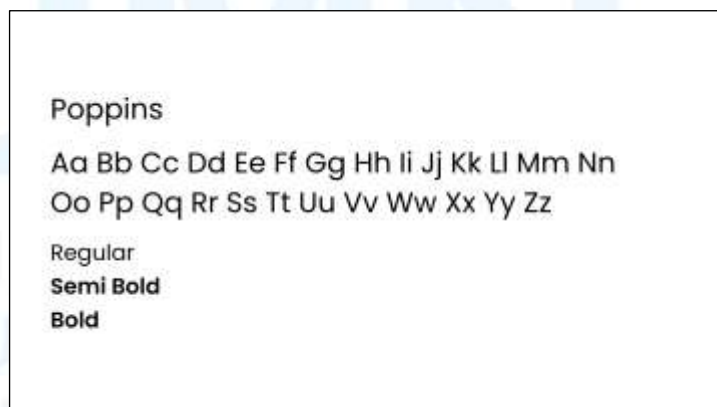 Poppins
Aa Bb Cc Dd Ee Ff Gg Hh Ii Jj Kk Ll Mm Nn
Oo Pp Qq Rr Ss Tt Uu Vv Ww Xx Yy Zz
Regular
Semi Bold
Bold